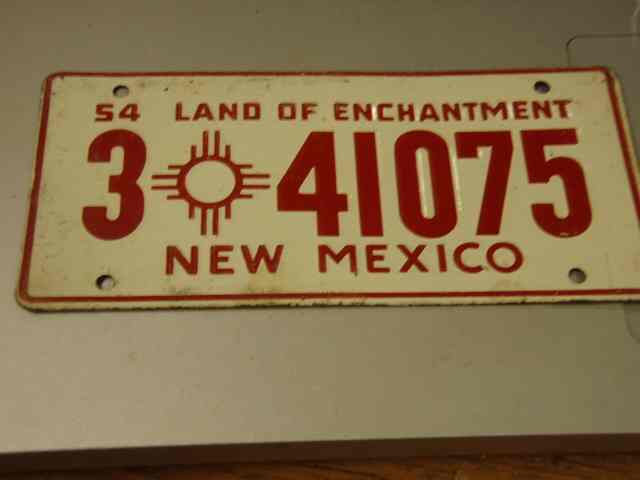 54 LAND OF ENCHANTMENT
3 41075
NEW MEXICO